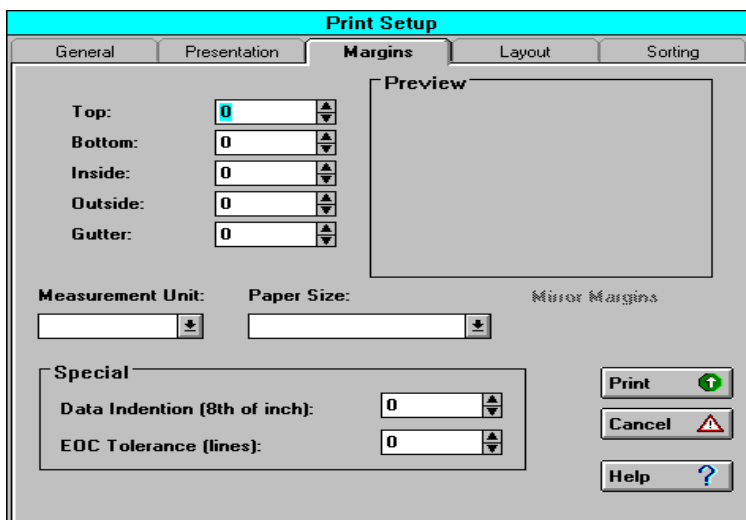 Print Setup
General Presentation Margins Layout Sorting
Preview
Top: 0
Bottom: 0
Inside: 0
Outside: 0
Gutter: 0
Measurement Unit: Paper Size: Mirror Margins
Special
Data Indention (8th of inch): 0
EOC Tolerance (lines): 0
Print
Cancel
Help ?